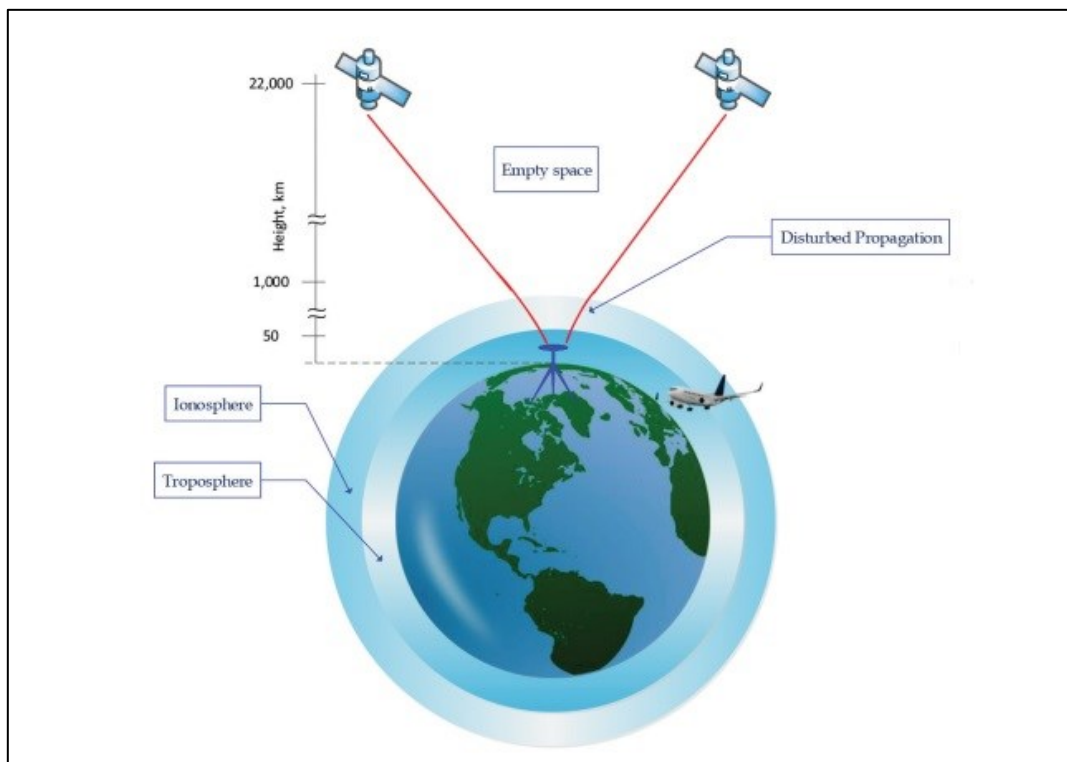 22,000
Empty space
Height, km
Disturbed Propagation
1,000
50
Ionosphere
Troposphere